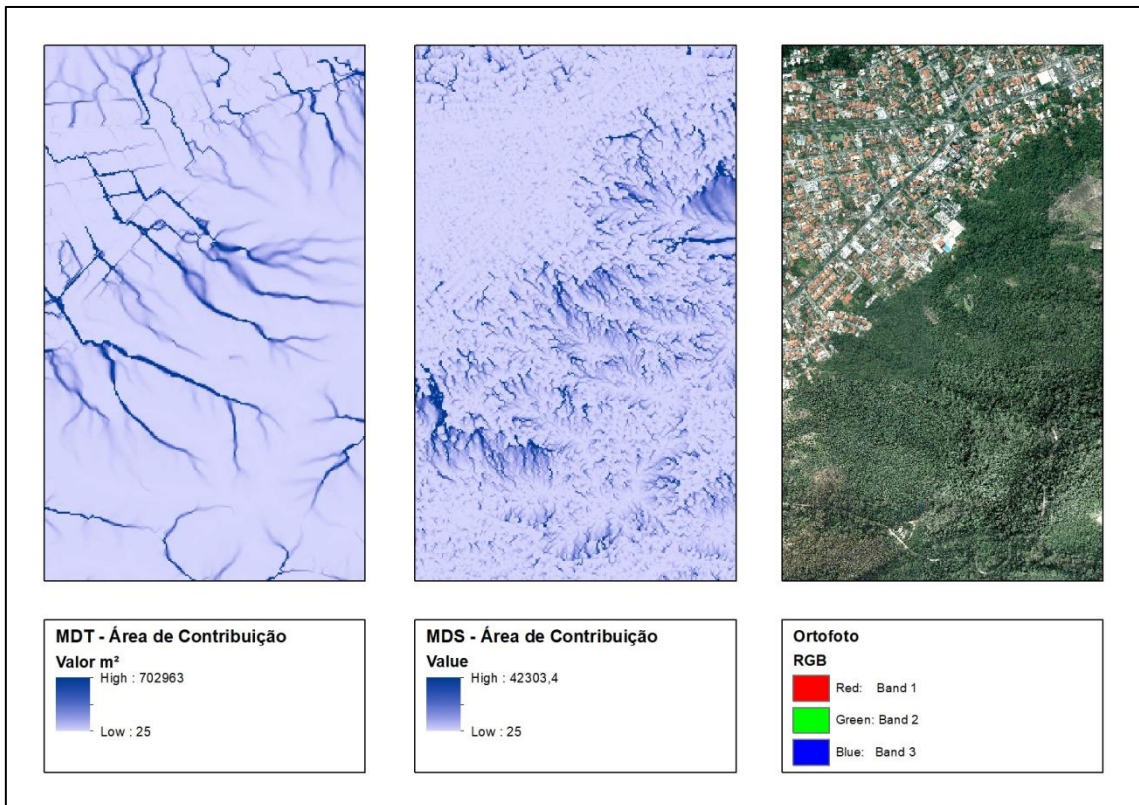 MDT - Área de Contribuição
Valor m²
High : 702963
Low : 25
MDS - Área de Contribuição
Value
High : 42303,4
Low : 25
Ortofoto
RGB
Red: Band 1
Green: Band 2
Blue: Band 3